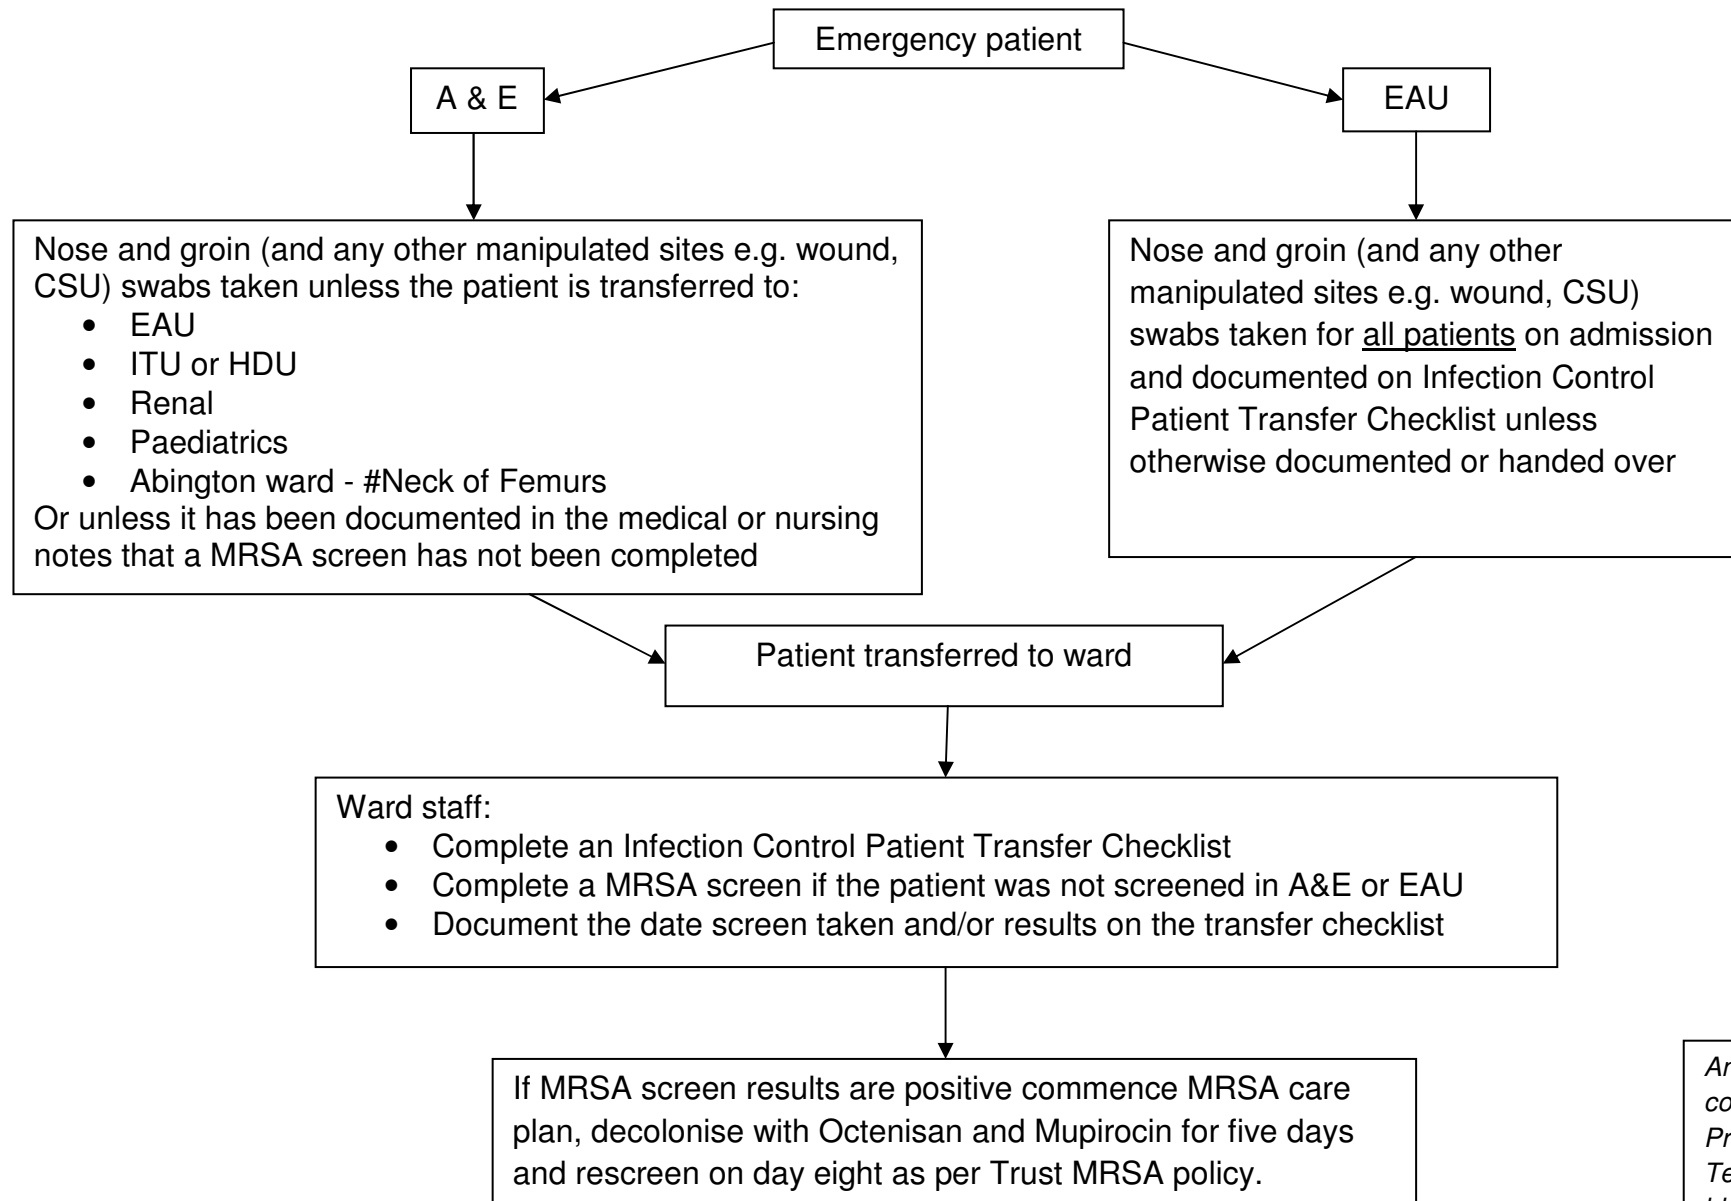 Emergency patient
A & E
EAU
Nose and groin (and any other manipulated sites e.g. wound,
CSU) swabs taken unless the patient is transferred to:
• EAU
• ITU or HDU
• Renal
• Paediatrics
• Abington ward - #Neck of Femurs
Or unless it has been documented in the medical or nursing
notes that a MRSA screen has not been completed
Nose and groin (and any other
manipulated sites e.g. wound, CSU)
swabs taken for all patients on admission
and documented on Infection Control
Patient Transfer Checklist unless
otherwise documented or handed over
Patient transferred to ward
Ward staff:
• Complete an Infection Control Patient Transfer Checklist
• Complete a MRSA screen if the patient was not screened in A&E or EAU
• Document the date screen taken and/or results on the transfer checklist
If MRSA screen results are positive commence MRSA care
plan, decolonise with Octenisan and Mupirocin for five days
and rescreen on day eight as per Trust MRSA policy.